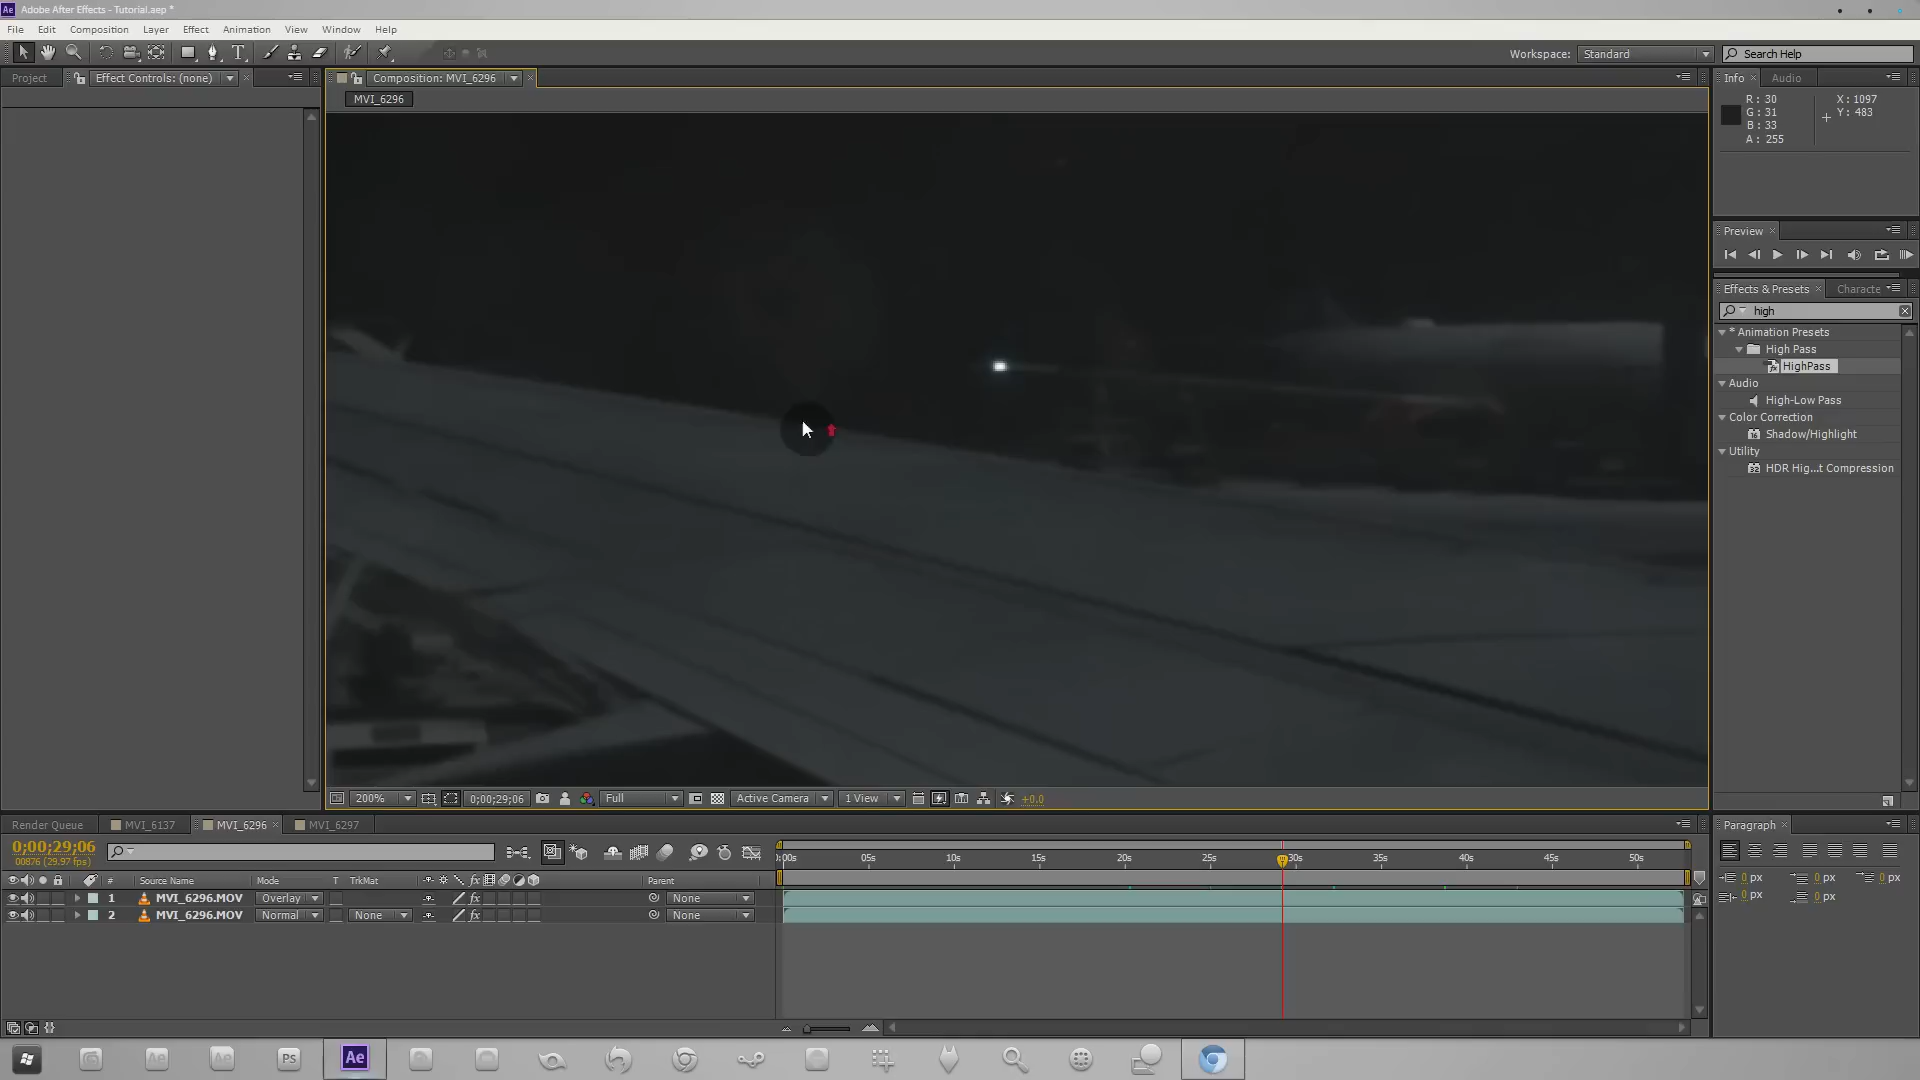 Ae Adobe After Effects - Tutorial.aep *
File Edit Composition Layer Effect Animation View Window Help
T Workspace: Standard Search Help
Project Effect Controls: (none) Composition: MVI_6296 Info Audio
MVI_6296
R: 30 X: 1097
G: 31 Y: 483
B: 33
A: 255
Preview
Effects & Presets Characte
high
* Animation Presets
High Pass
HighPass
Audio
High-Low Pass
Color Correction
Shadow/Highlight
Utility
HDR Hig...t Compression
200% 0;00;29;06 Full Active Camera 1 View +0.0
Render Queue MVI_6137 MVI_6296 MVI_6297 Paragraph
0;00;29;06
00876 (29.97 fps)
):00s 05s 10s 15s 20s 25s 30s 35s 40s 45s 50s
# Source Name Mode T TrkMat fx Parent
1 MVI_6296.MOV Overlay fx None
2 MVI_6296.MOV Normal None fx None
0 px 0 px 0 px
0 px 0 px
Ae Ae Ps Ae